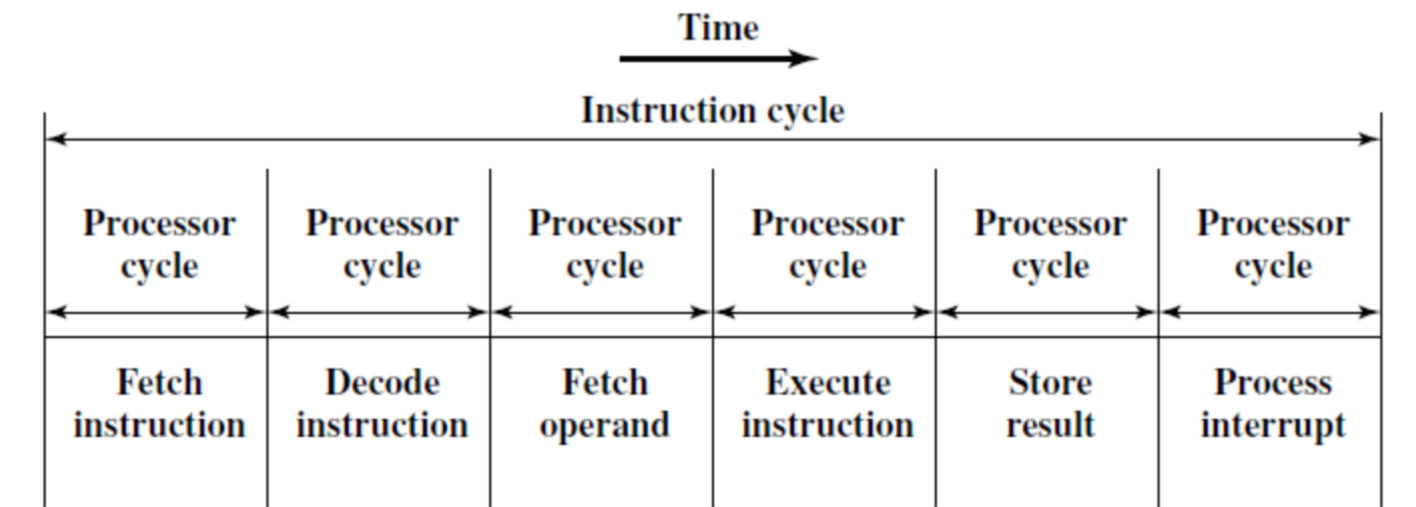 Time
Instruction cycle
Processor Processor Processor Processor Processor Processor
cycle cycle cycle cycle cycle cycle
Fetch Decode Fetch Execute Store Process
instruction instruction operand instruction result interrupt